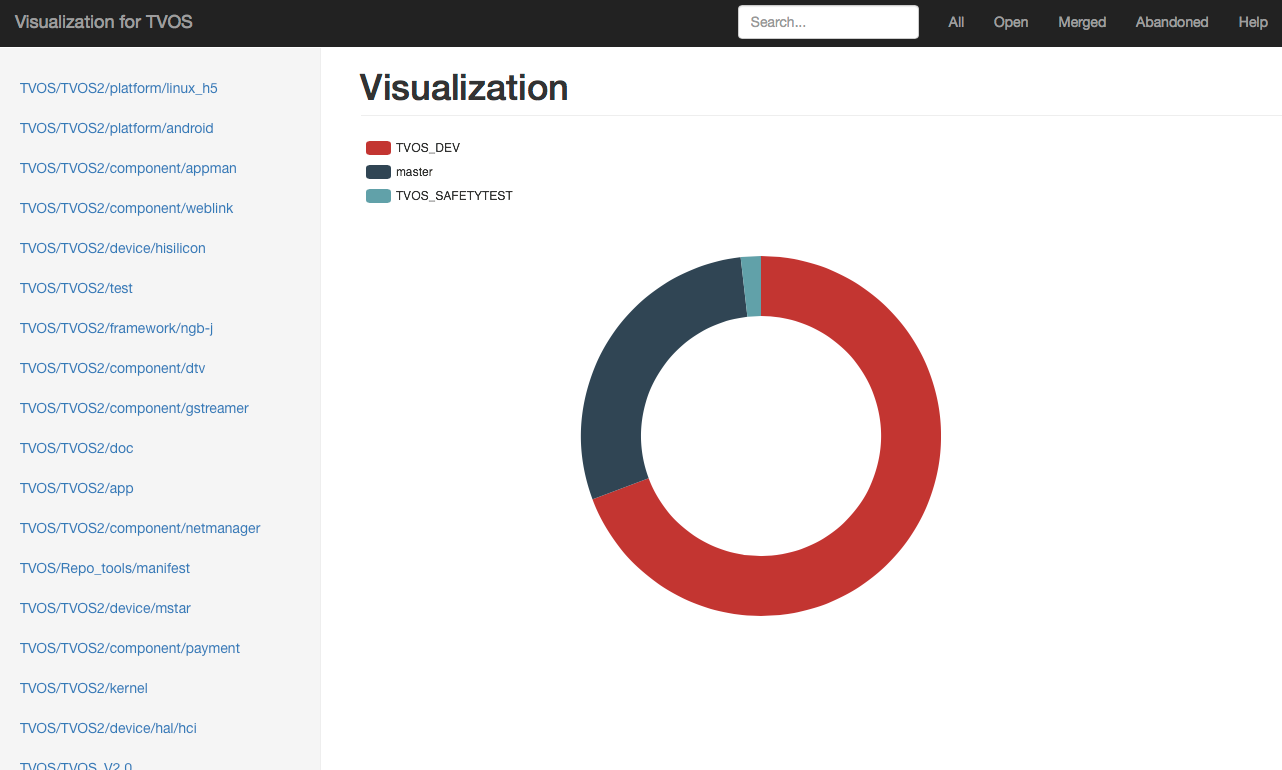 Visualization for TVOS
Search...
All
Open
Merged
Abandoned
Help
TVOS/TVOS2/platform/linux_h5
TVOS/TVOS2/platform/android
TVOS/TVOS2/component/appman
TVOS/TVOS2/component/weblink
TVOS/TVOS2/device/hisilicon
TVOS/TVOS2/test
TVOS/TVOS2/framework/ngb-j
TVOS/TVOS2/component/dtv
TVOS/TVOS2/component/gstreamer
TVOS/TVOS2/doc
TVOS/TVOS2/app
TVOS/TVOS2/component/netmanager
TVOS/Repo_tools/manifest
TVOS/TVOS2/device/mstar
TVOS/TVOS2/component/payment
TVOS/TVOS2/kernel
TVOS/TVOS2/device/hal/hci
TVOS/TVOS_V2.0
Visualization
TVOS_DEV
master
TVOS_SAFETYTEST